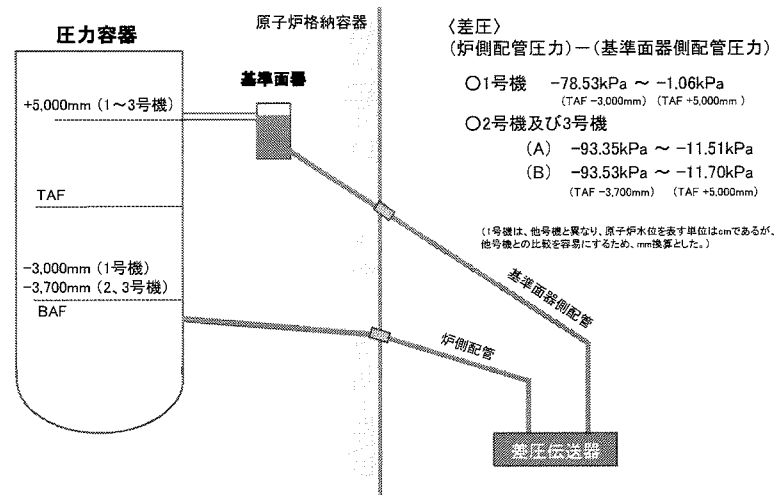 原子炉格納容器
圧力容器
基準面器
+5,000mm (1～3号機)
TAF
-3,000mm (1号機)
-3,700mm (2、3号機)
BAF
〈差圧〉
(炉側配管圧力)－(基準面器側配管圧力)
○1号機 -78.53kPa ～ -1.06kPa
(TAF -3,000mm) (TAF +5,000mm )
○2号機及び3号機
(A) -93.35kPa ～ -11.51kPa
(B) -93.53kPa ～ -11.70kPa
(TAF -3,700mm) (TAF +5,000mm)
(1号機は、他号機と異なり、原子炉水位を表す単位はcmであるが、
他号機との比較を容易にするため、mm換算とした。)
基準面器側配管
炉側配管
差圧伝送器